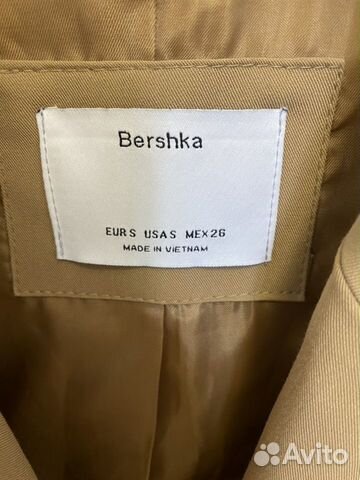 Bershka
EUR S USA S MEX 26
MADE IN VIETNAM
Avito